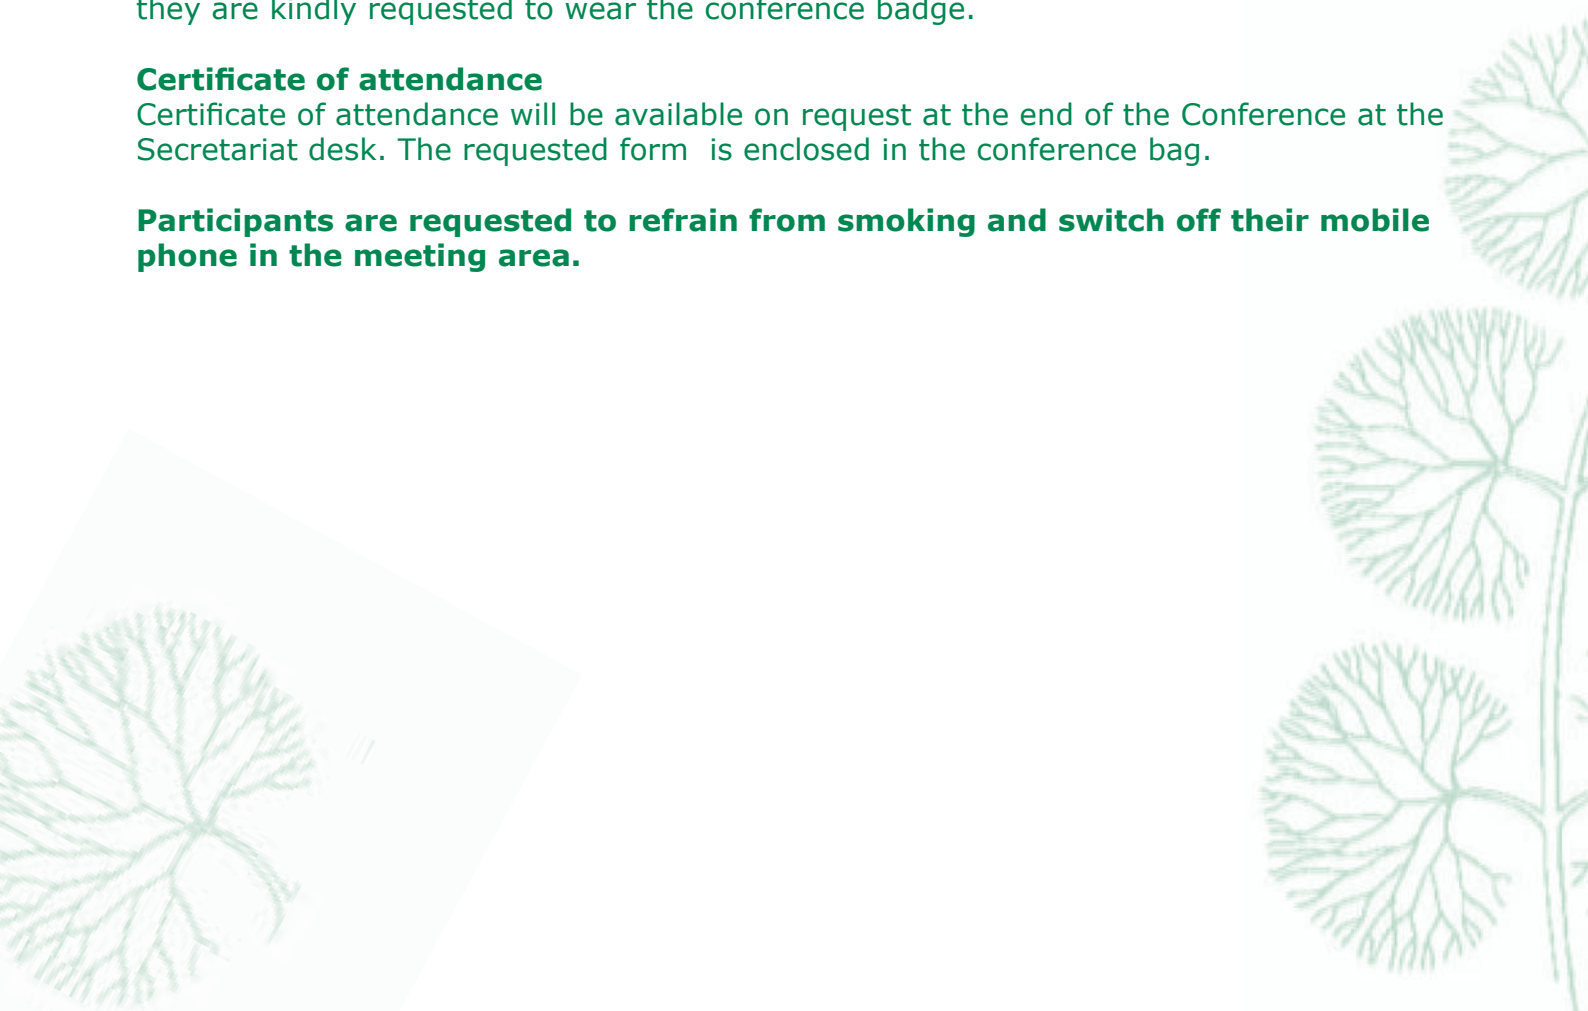 they are kindly requested to wear the conference badge.
Certificate of attendance
Certificate of attendance will be available on request at the end of the Conference at the
Secretariat desk. The requested form  is enclosed in the conference bag.
Participants are requested to refrain from smoking and switch off their mobile
phone in the meeting area.